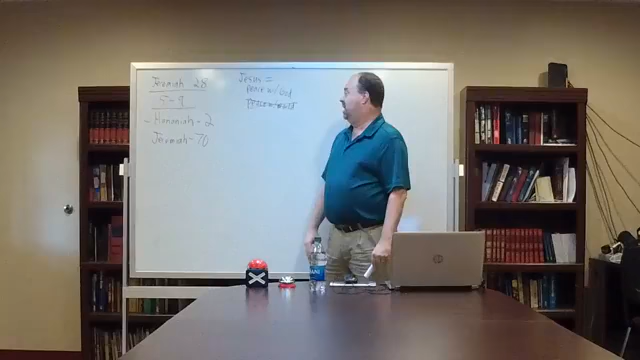 Jeremiah 28
5-9
- Hananiah - 2
Jeremiah - 70
Jesus =
peace w/ God